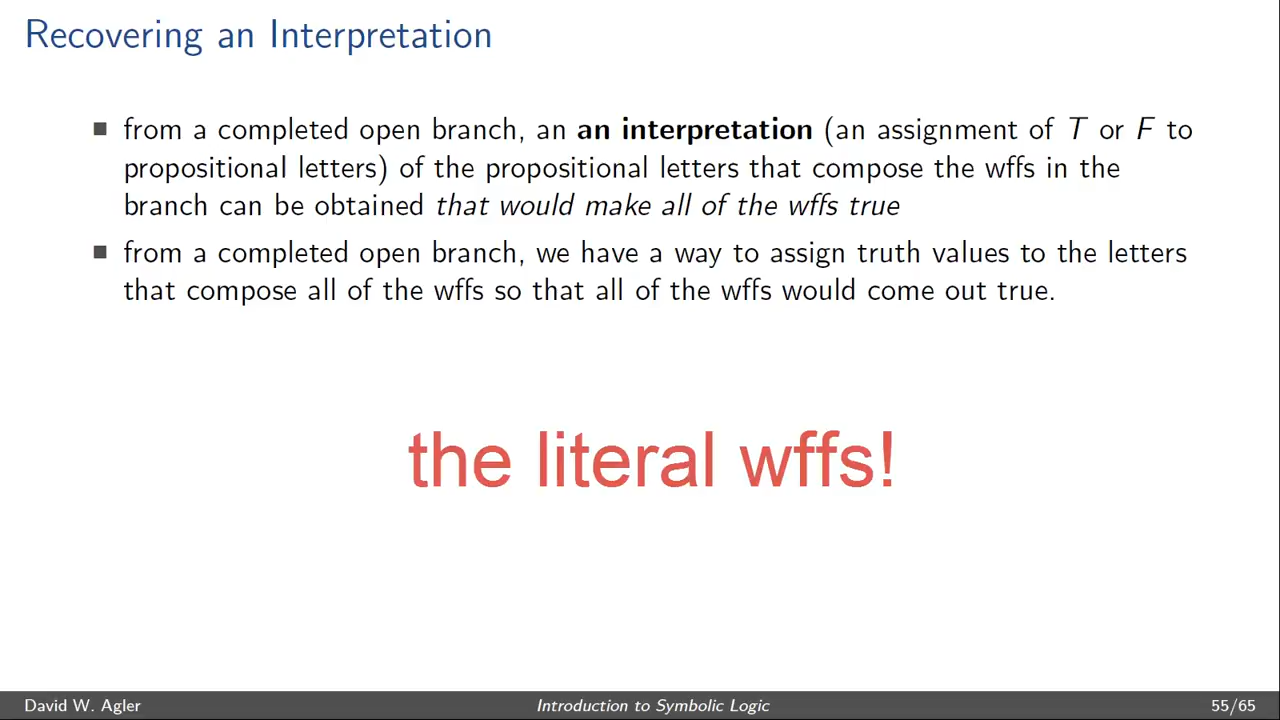 Recovering an Interpretation
from a completed open branch, an an interpretation (an assignment of T or F to
propositional letters) of the propositional letters that compose the wffs in the
branch can be obtained that would make all of the wffs true
from a completed open branch, we have a way to assign truth values to the letters
that compose all of the wffs so that all of the wffs would come out true.
the literal wffs!
David W. Agler
Introduction to Symbolic Logic
55/65